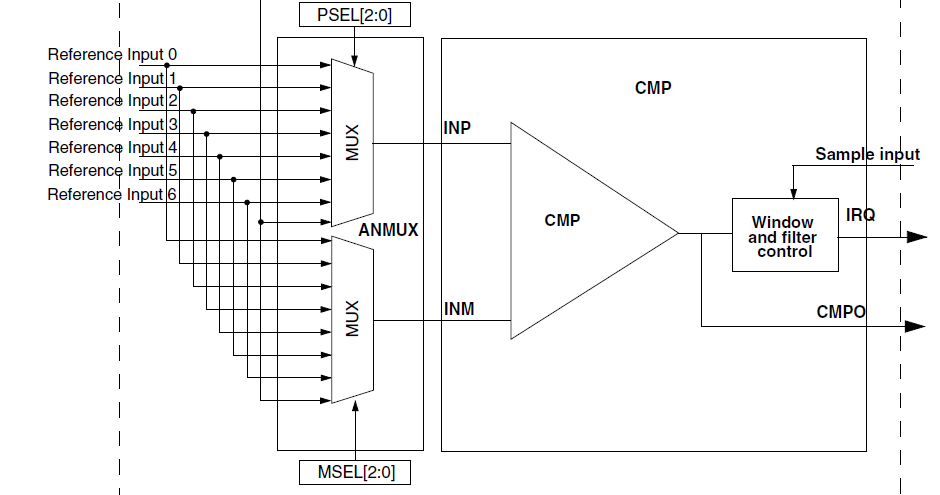 PSEL[2:0]
Reference Input 0
Reference Input 1
Reference Input 2
Reference Input 3
Reference Input 4
Reference Input 5
Reference Input 6
MUX
ANMUX
MUX
MSEL[2:0]
INP
INM
CMP
CMP
Sample input
Window
and filter
control
IRQ
CMPO